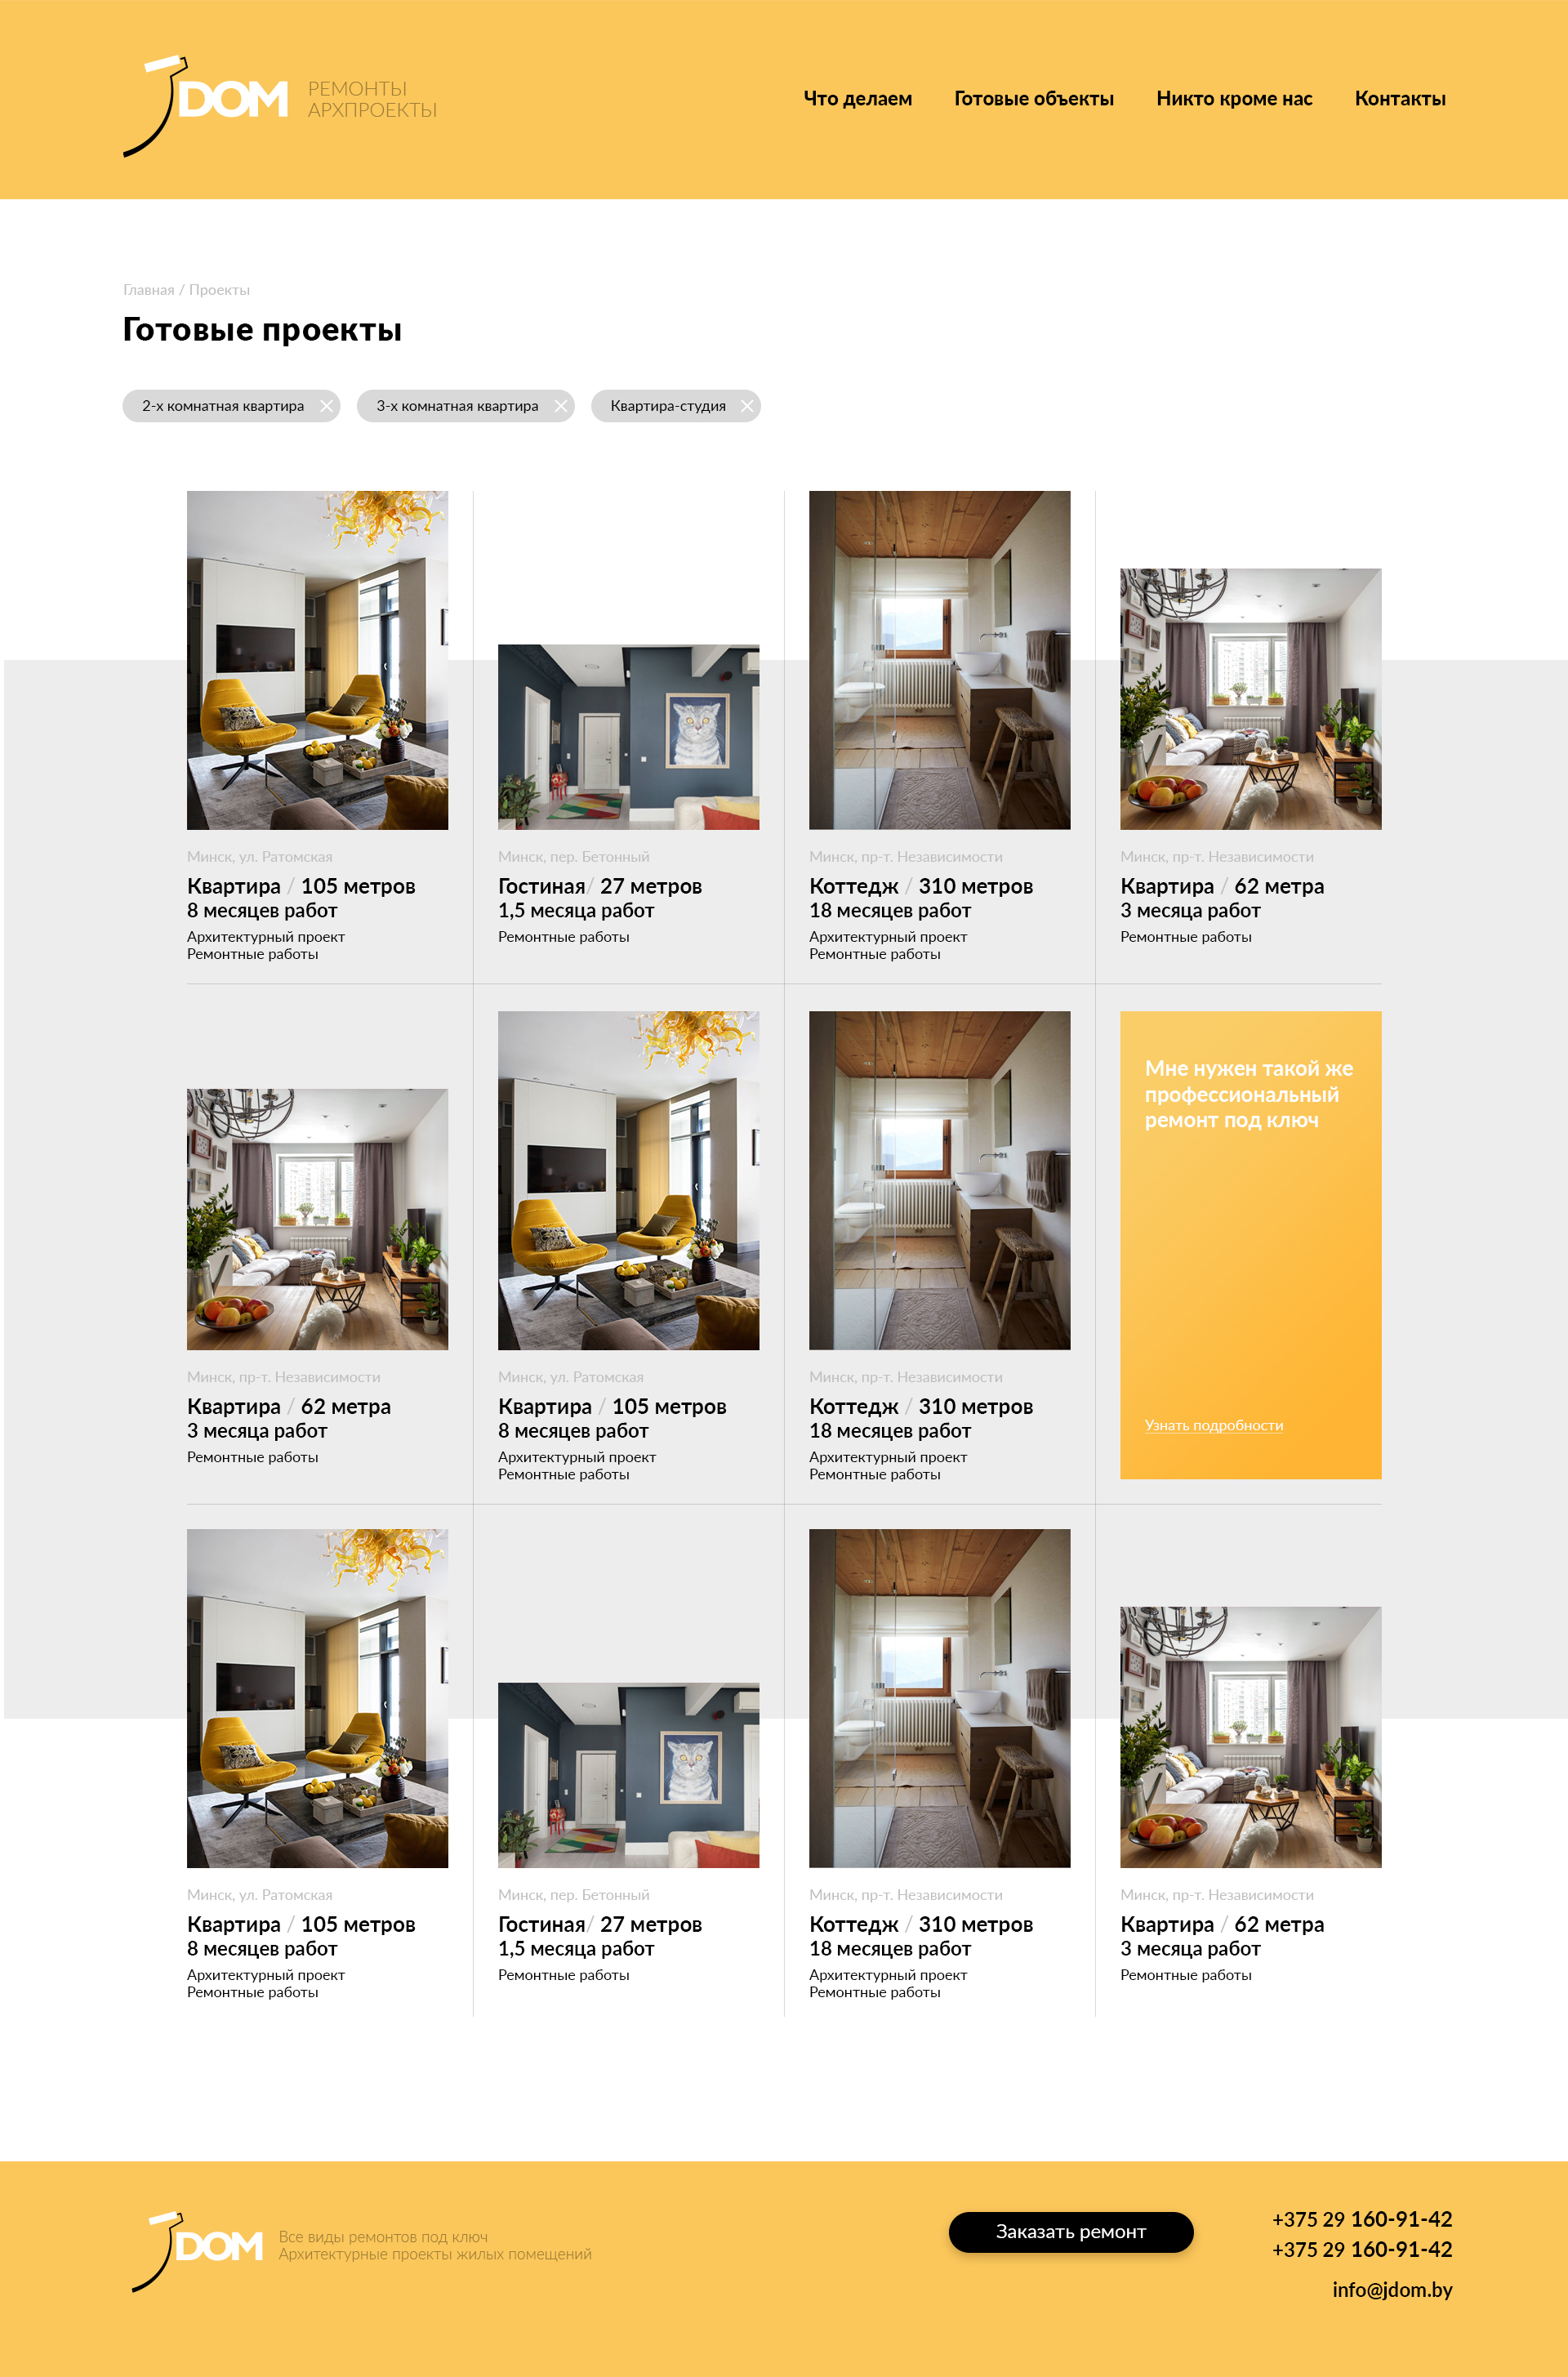 DOM
РЕМОНТЫ
АРХПРОЕКТЫ
Что делаем
Готовые объекты
Никто кроме нас
Контакты
Главная / Проекты
Готовые проекты
2-х комнатная квартира
3-х комнатная квартира
Квартира-студия
Минск, ул. Ратомская
Квартира / 105 метров
8 месяцев работ
Архитектурный проект
Ремонтные работы
Минск, пер. Бетонный
Гостиная/ 27 метров
1,5 месяца работ
Ремонтные работы
Минск, пр-т. Независимости
Коттедж / 310 метров
18 месяцев работ
Архитектурный проект
Ремонтные работы
Минск, пр-т. Независимости
Квартира / 62 метра
3 месяца работ
Ремонтные работы
Минск, пр-т. Независимости
Квартира / 62 метра
3 месяца работ
Ремонтные работы
Минск, ул. Ратомская
Квартира / 105 метров
8 месяцев работ
Архитектурный проект
Ремонтные работы
Минск, пр-т. Независимости
Коттедж / 310 метров
18 месяцев работ
Архитектурный проект
Ремонтные работы
Мне нужен такой же
профессиональный
ремонт под ключ
Узнать подробности
Минск, ул. Ратомская
Квартира / 105 метров
8 месяцев работ
Архитектурный проект
Ремонтные работы
Минск, пер. Бетонный
Гостиная/ 27 метров
1,5 месяца работ
Ремонтные работы
Минск, пр-т. Независимости
Коттедж / 310 метров
18 месяцев работ
Архитектурный проект
Ремонтные работы
Минск, пр-т. Независимости
Квартира / 62 метра
3 месяца работ
Ремонтные работы
DOM
Все виды ремонтов под ключ
Архитектурные проекты жилых помещений
Заказать ремонт
+375 29 160-91-42
+375 29 160-91-42
info@jdom.by